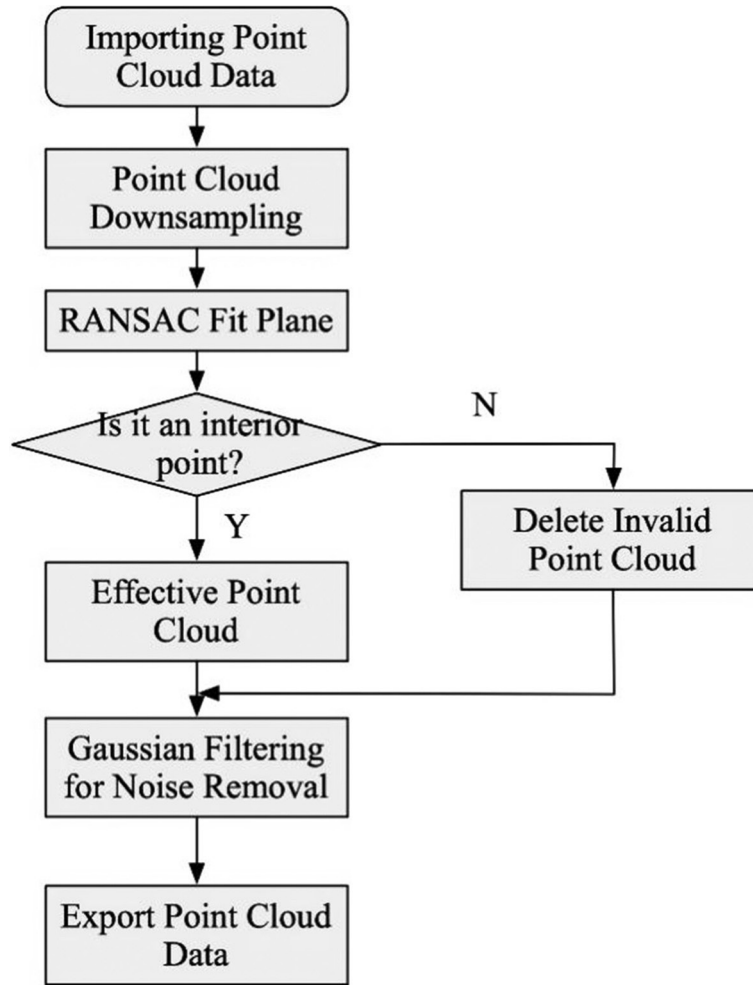 Importing Point
Cloud Data
Point Cloud
Downsampling
RANSAC Fit Plane
Is it an interior
point?
N
Y
Delete Invalid
Point Cloud
Effective Point
Cloud
Gaussian Filtering
for Noise Removal
Export Point Cloud
Data